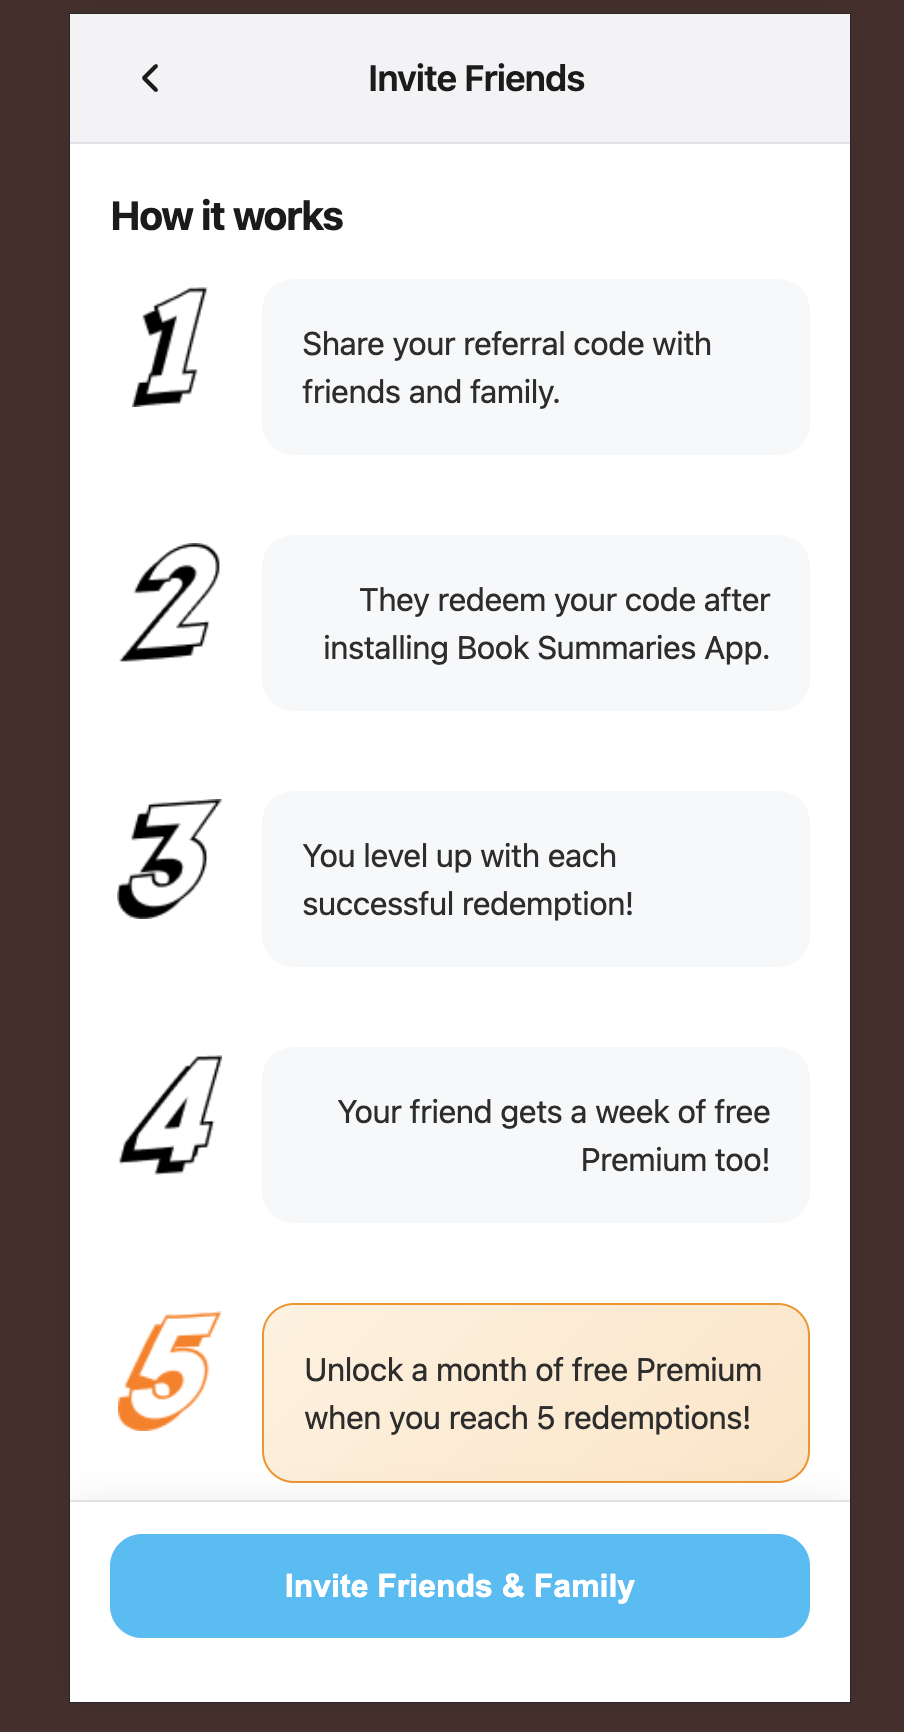 Invite Friends
How it works
1
Share your referral code with
friends and family.
2
They redeem your code after
installing Book Summaries App.
3
You level up with each
successful redemption!
4
Your friend gets a week of free
Premium too!
5
Unlock a month of free Premium
when you reach 5 redemptions!
Invite Friends & Family